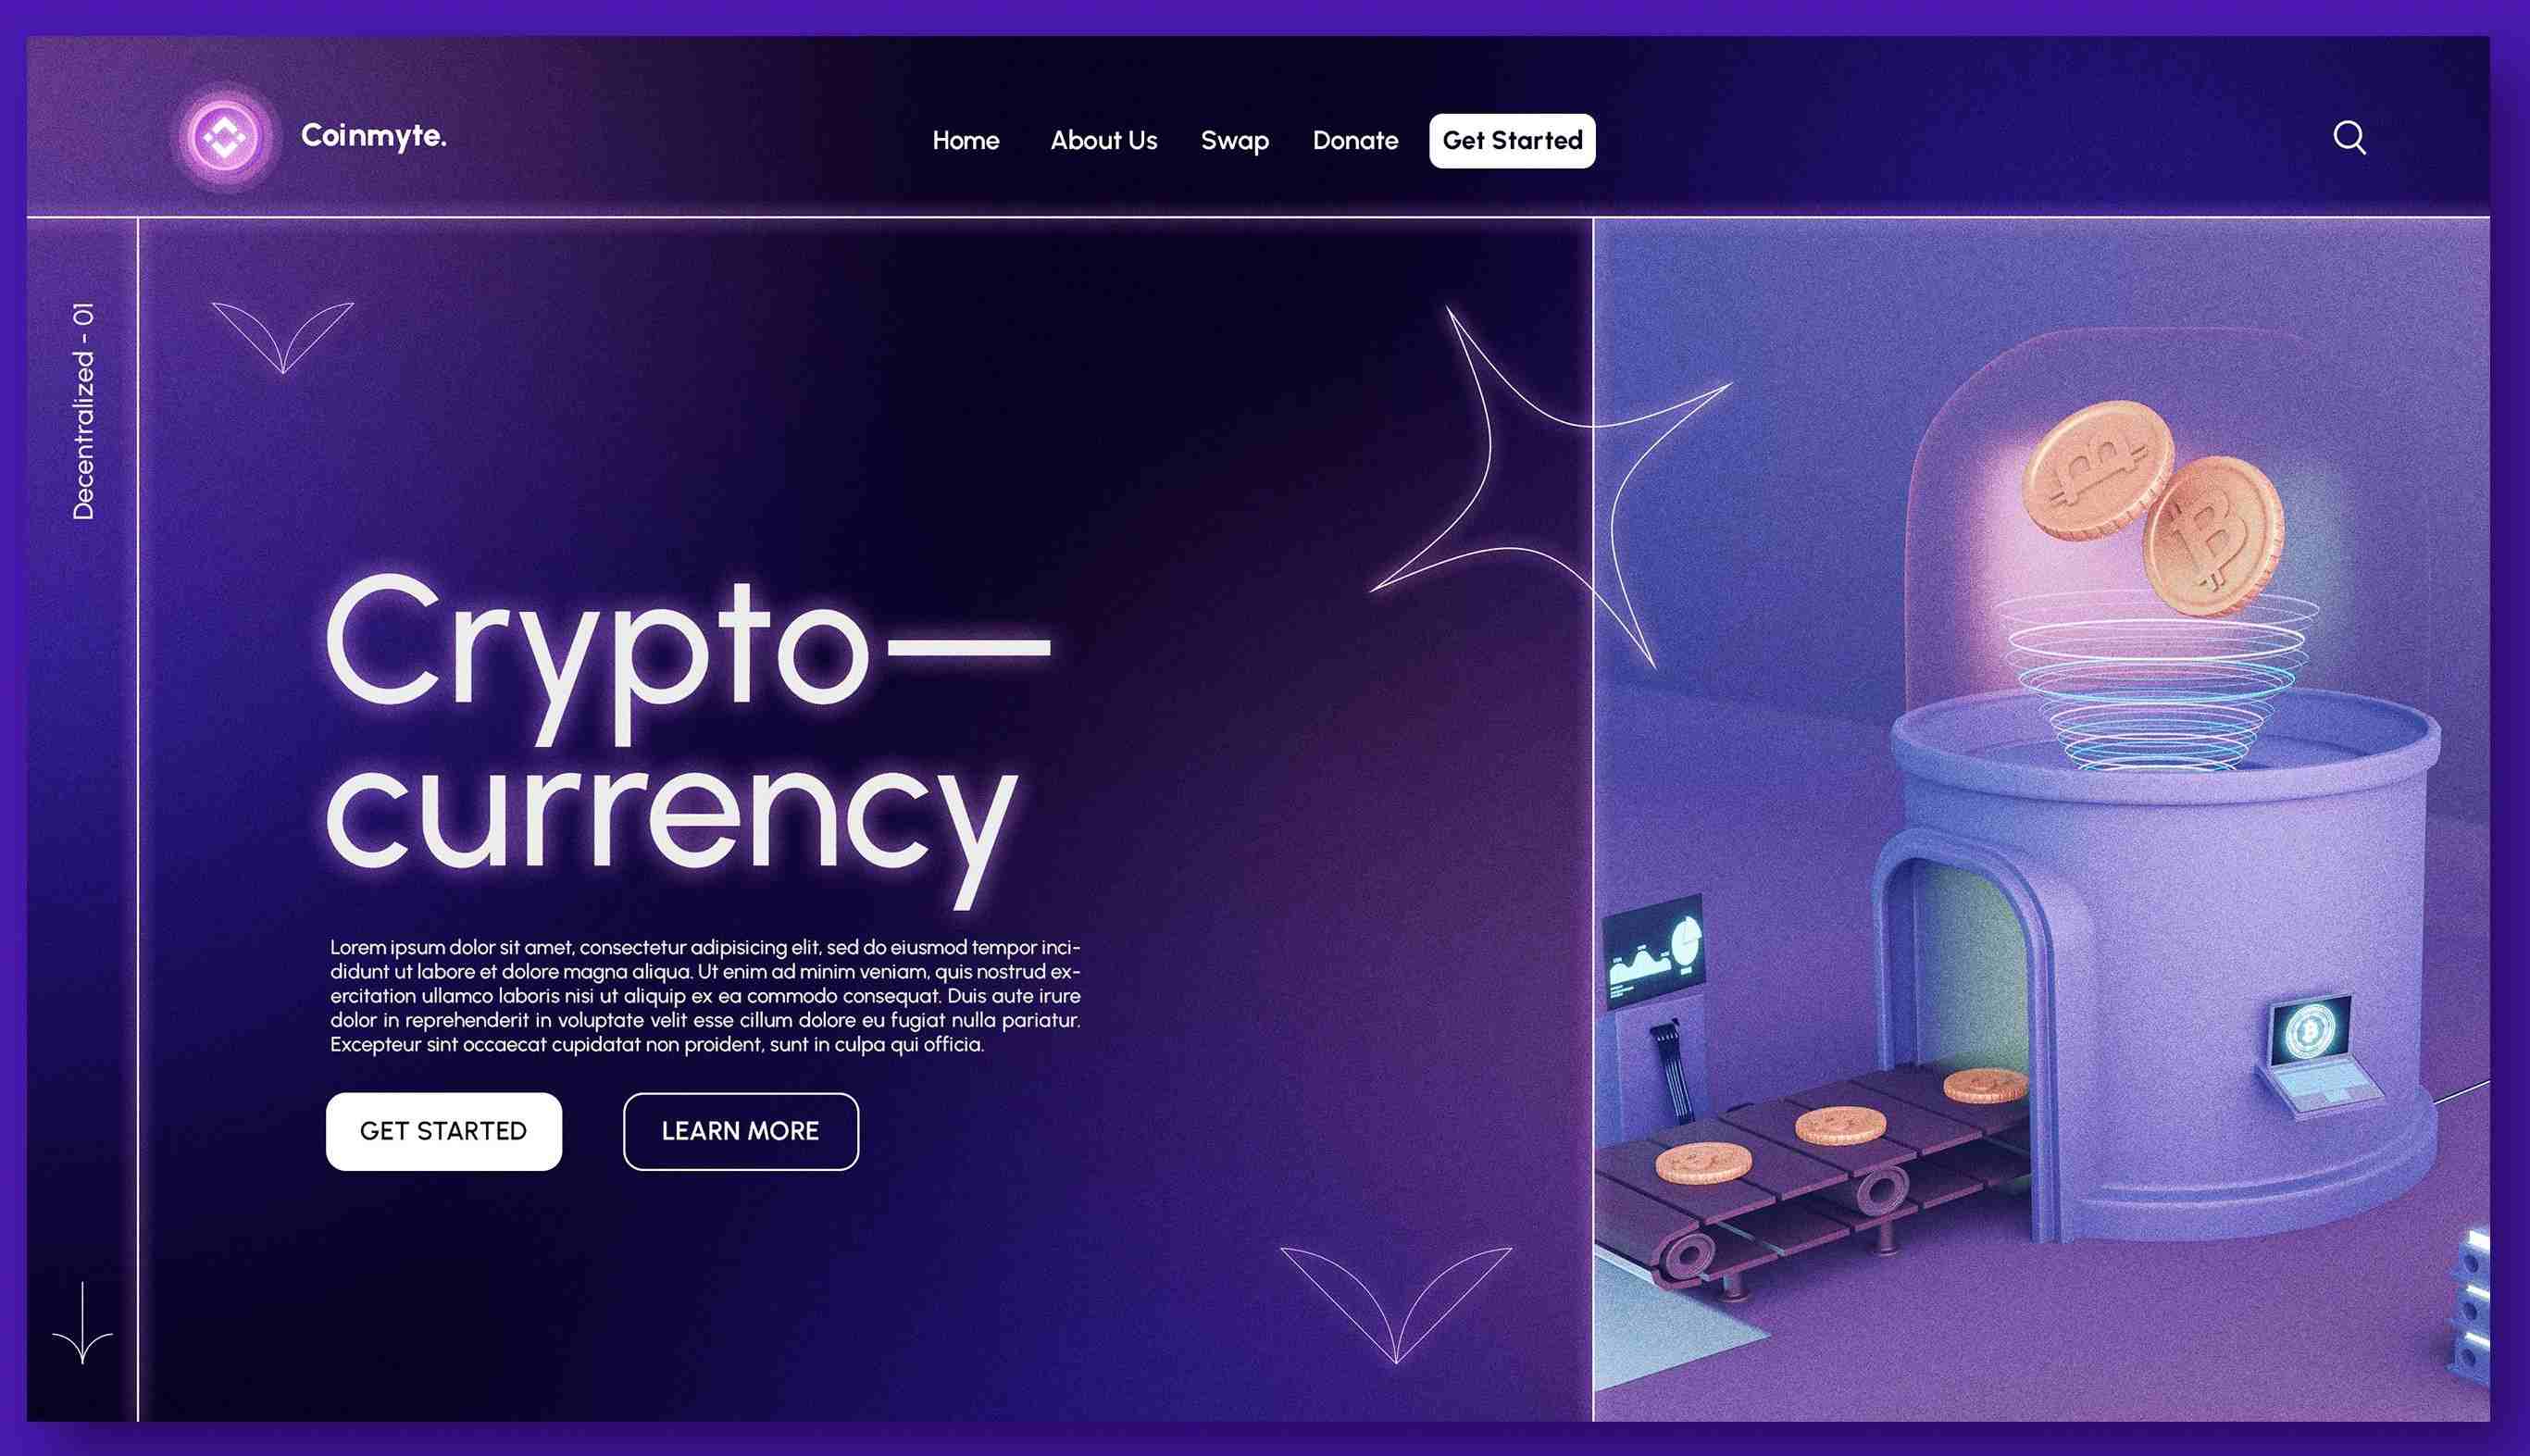 Coinmyte.
Home About Us Swap Donate Get Started
Decentralized - 01
Crypto—
currency
Lorem ipsum dolor sit amet, consectetur adipisicing elit, sed do eiusmod tempor inci-
didunt ut labore et dolore magna aliqua. Ut enim ad minim veniam, quis nostrud ex-
ercitation ullamco laboris nisi ut aliquip ex ea commodo consequat. Duis aute irure
dolor in reprehenderit in voluptate velit esse cillum dolore eu fugiat nulla pariatur.
Excepteur sint occaecat cupidatat non proident, sunt in culpa qui officia.
GET STARTED LEARN MORE